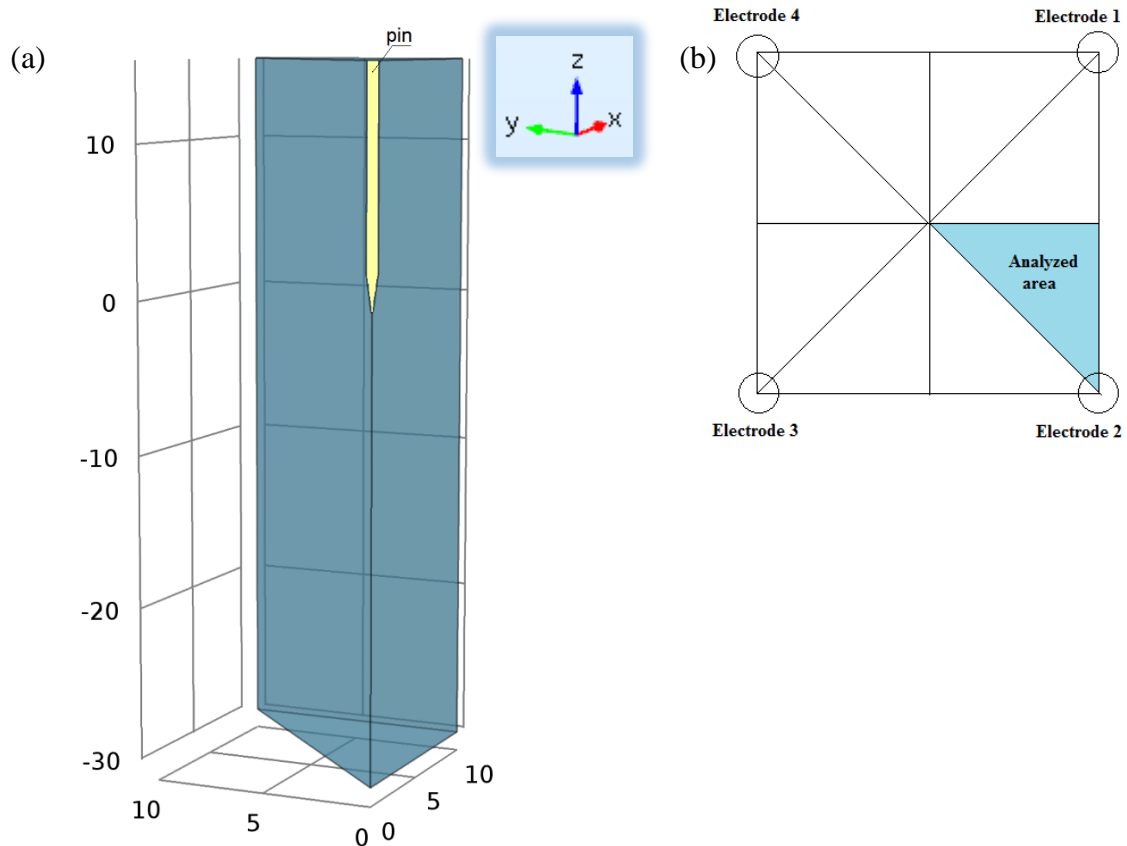 (a)
pin
z
y
x
10
0
-10
-20
-30
10
5
0
0
5
10
(b)
Electrode 4
Electrode 1
Analyzed
area
Electrode 3
Electrode 2